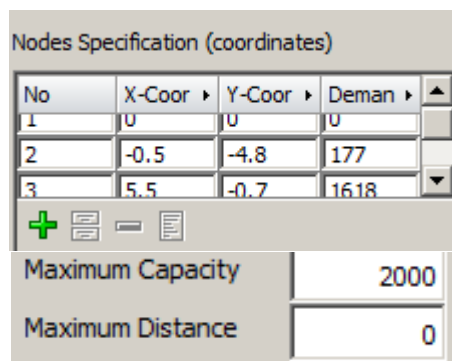 Nodes Specification (coordinates)
No X-Coor Y-Coor Deman
1 0 0 0
2 -0.5 -4.8 177
3 5.5 -0.7 1618
Maximum Capacity 2000
Maximum Distance 0